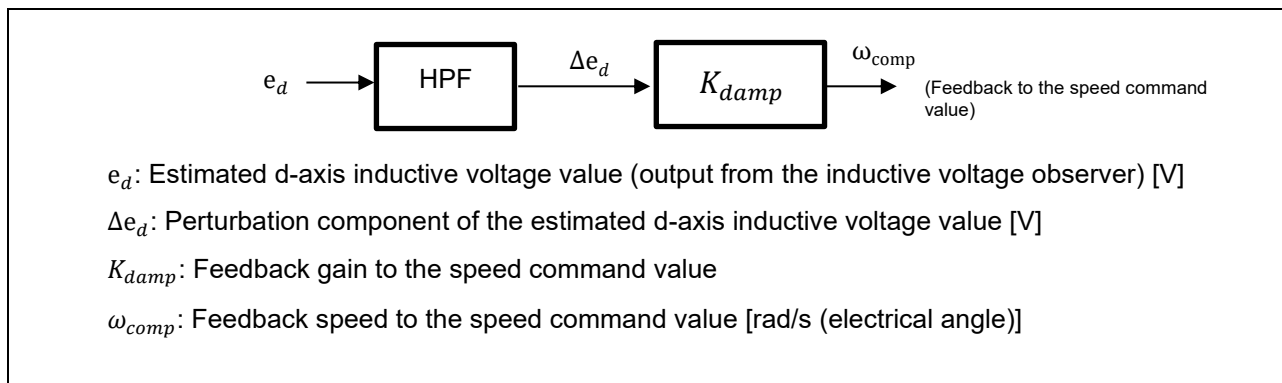 e_d
HPF
Δe_d
K_damp
ω_comp
(Feedback to the speed command
value)
e_d: Estimated d-axis inductive voltage value (output from the inductive voltage observer) [V]
Δe_d: Perturbation component of the estimated d-axis inductive voltage value [V]
K_damp: Feedback gain to the speed command value
ω_comp: Feedback speed to the speed command value [rad/s (electrical angle)]